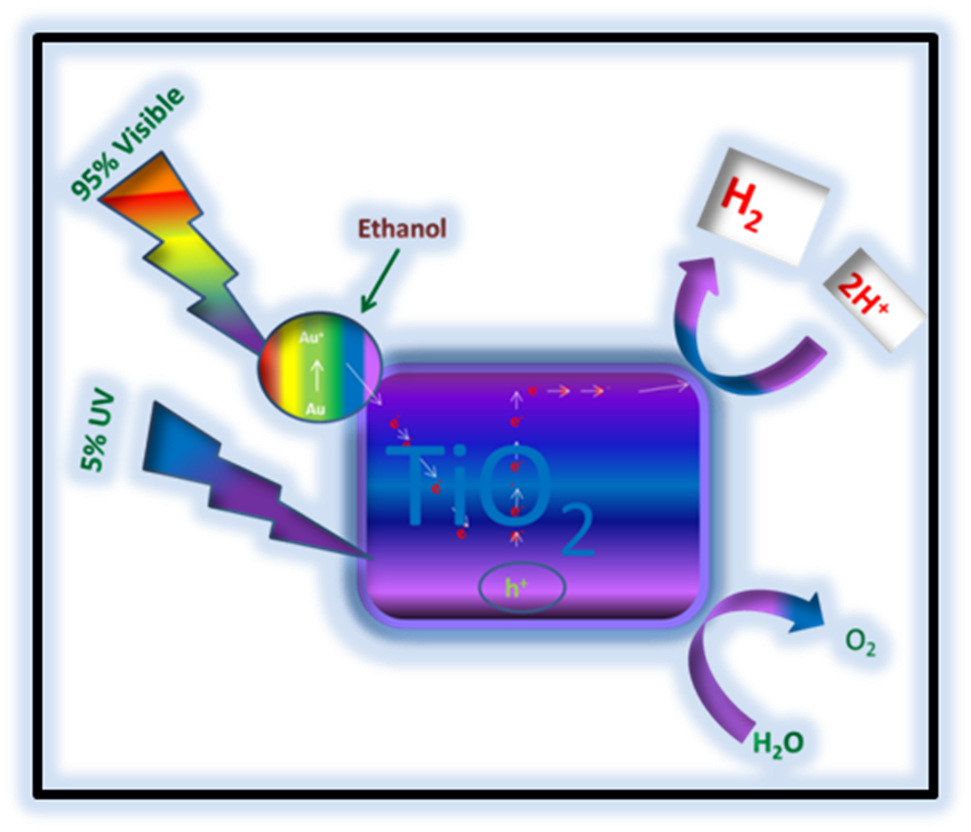 95% Visible
Ethanol
H₂
2H⁺
Au*
Au
5% UV
e⁻
e⁻
e⁻
e⁻
e⁻
e⁻
e⁻
e⁻
e⁻
TiO₂
h⁺
O₂
H₂O